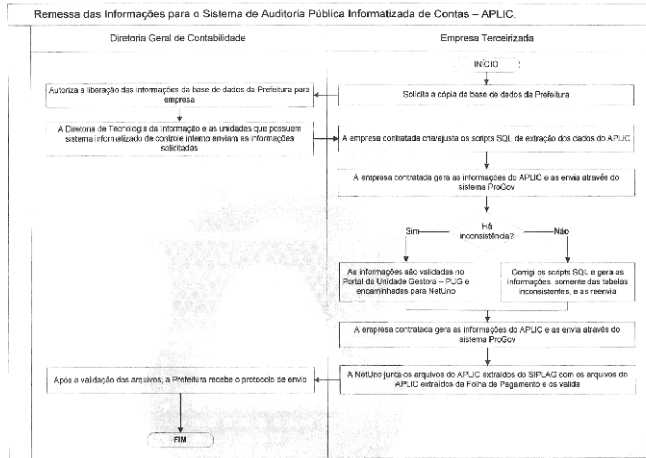 Remessa das Informações para o Sistema de Auditoria Pública Informatizada de Contas – APLIC.
Diretoria Geral de Contabilidade
Empresa Terceirizada
INÍCIO
Solicita a cópia da base de dados da Prefeitura
Autoriza a liberação das informações da base de dados da Prefeitura para
empresa
A Diretoria de Tecnologia da Informação e as unidades que possuem
sistema informatizado de controle interno enviam as informações
solicitadas
A empresa contratada cria/ajusta os scripts SQL de extração dos dados do APLIC
A empresa contratada gera as informações do APLIC e as envia através do
sistema ProGov
Há
inconsistência?
Sim
Não
As informações são validadas no
Portal da Unidade Gestora – PUG e
encaminhadas para NetUno
Corrigi os scripts SQL e gera as
informações, somente das tabelas
inconsistentes, e as reenvia
A empresa contratada gera as informações do APLIC e as envia através do
sistema ProGov
A NetUno junta os arquivos do APLIC extraídos do SIPLAG com os arquivos do
APLIC extraídos da Folha de Pagamento e os valida
Após a validação dos arquivos, a Prefeitura recebe o protocolo de envio
FIM